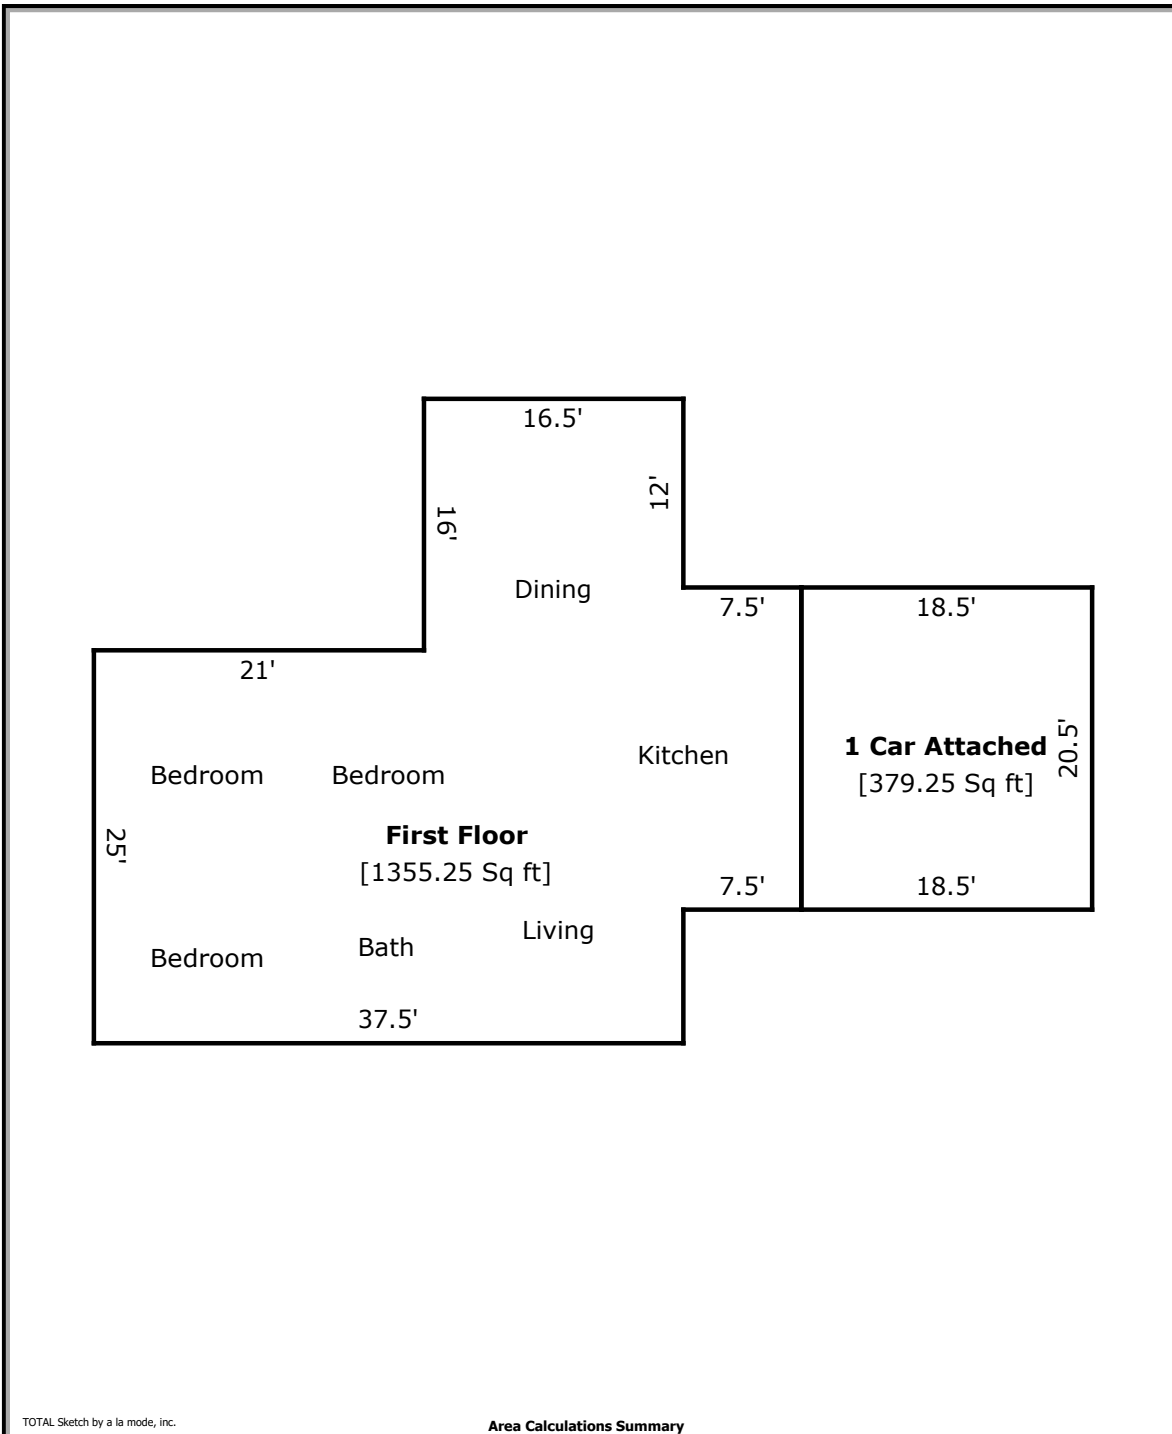 16.5'
12'
16'
Dining
7.5'
18.5'
21'
1 Car Attached
[379.25 Sq ft]
20.5'
Kitchen
Bedroom
Bedroom
First Floor
[1355.25 Sq ft]
25'
7.5'
18.5'
Living
Bath
Bedroom
37.5'
TOTAL Sketch by a la mode, inc.
Area Calculations Summary